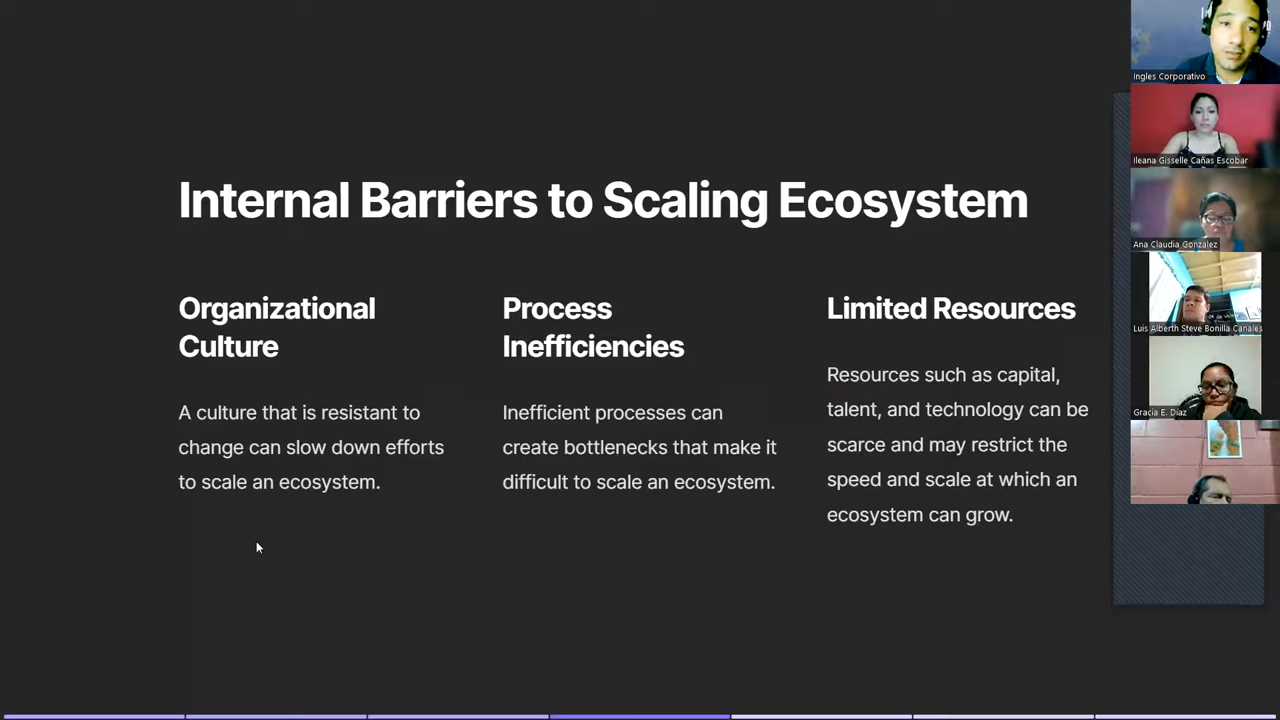 Internal Barriers to Scaling Ecosystem
Organizational
Culture
A culture that is resistant to
change can slow down efforts
to scale an ecosystem.
Process
Inefficiencies
Inefficient processes can
create bottlenecks that make it
difficult to scale an ecosystem.
Limited Resources
Resources such as capital,
talent, and technology can be
scarce and may restrict the
speed and scale at which an
ecosystem can grow.
Ingles Corporativo
Ileana Gisselle Cañas Escobar
Ana Claudia Gonzalez
Luis Alberth Steve Bonilla Canales
Gracia E. Díaz